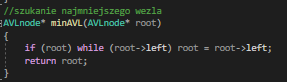 //szukanie najmniejszego wezla
AVLnode* minAVL(AVLnode* root)
{
if (root) while (root->left) root = root->left;
return root;
}